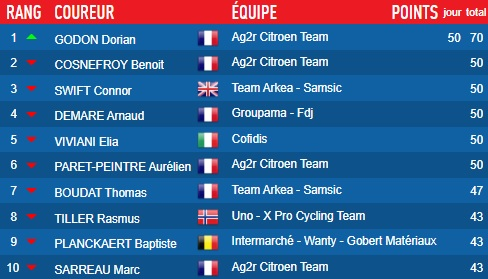 RANG COUREUR ÉQUIPE POINTS jour total
1 GODON Dorian Ag2r Citroen Team 50 70
2 COSNEFROY Benoit Ag2r Citroen Team 50
3 SWIFT Connor Team Arkea - Samsic 50
4 DEMARE Arnaud Groupama - Fdj 50
5 VIVIANI Elia Cofidis 50
6 PARET-PEINTRE Aurélien Ag2r Citroen Team 50
7 BOUDAT Thomas Team Arkea - Samsic 47
8 TILLER Rasmus Uno - X Pro Cycling Team 43
9 PLANCKAERT Baptiste Intermarché - Wanty - Gobert Matériaux 43
10 SARREAU Marc Ag2r Citroen Team 43